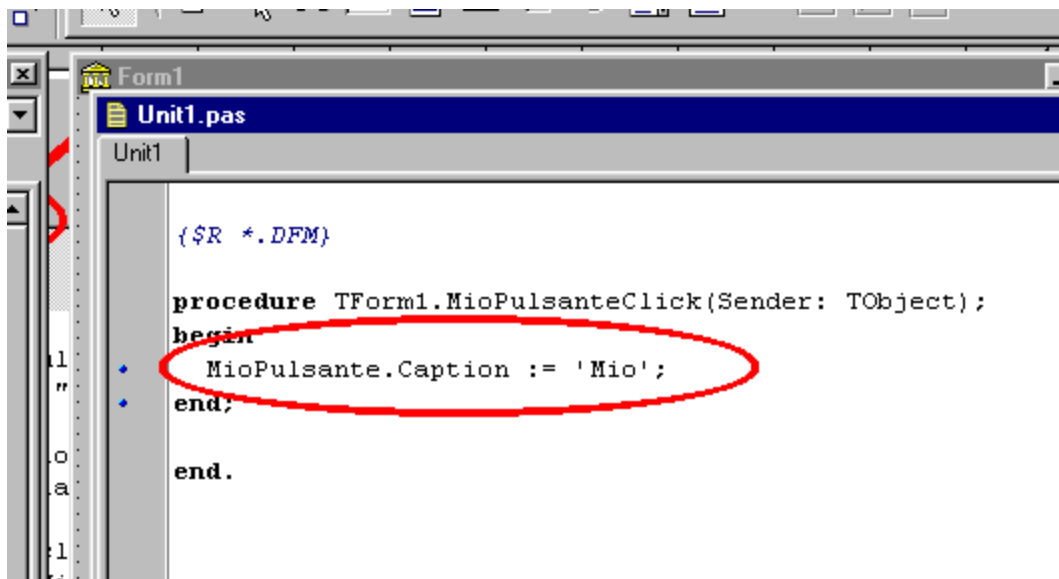 Form1
Unit1.pas
Unit1
{$R *.DFM}
procedure TForm1.MioPulsanteClick(Sender: TObject);
begin
MioPulsante.Caption := 'Mio';
end;
end.